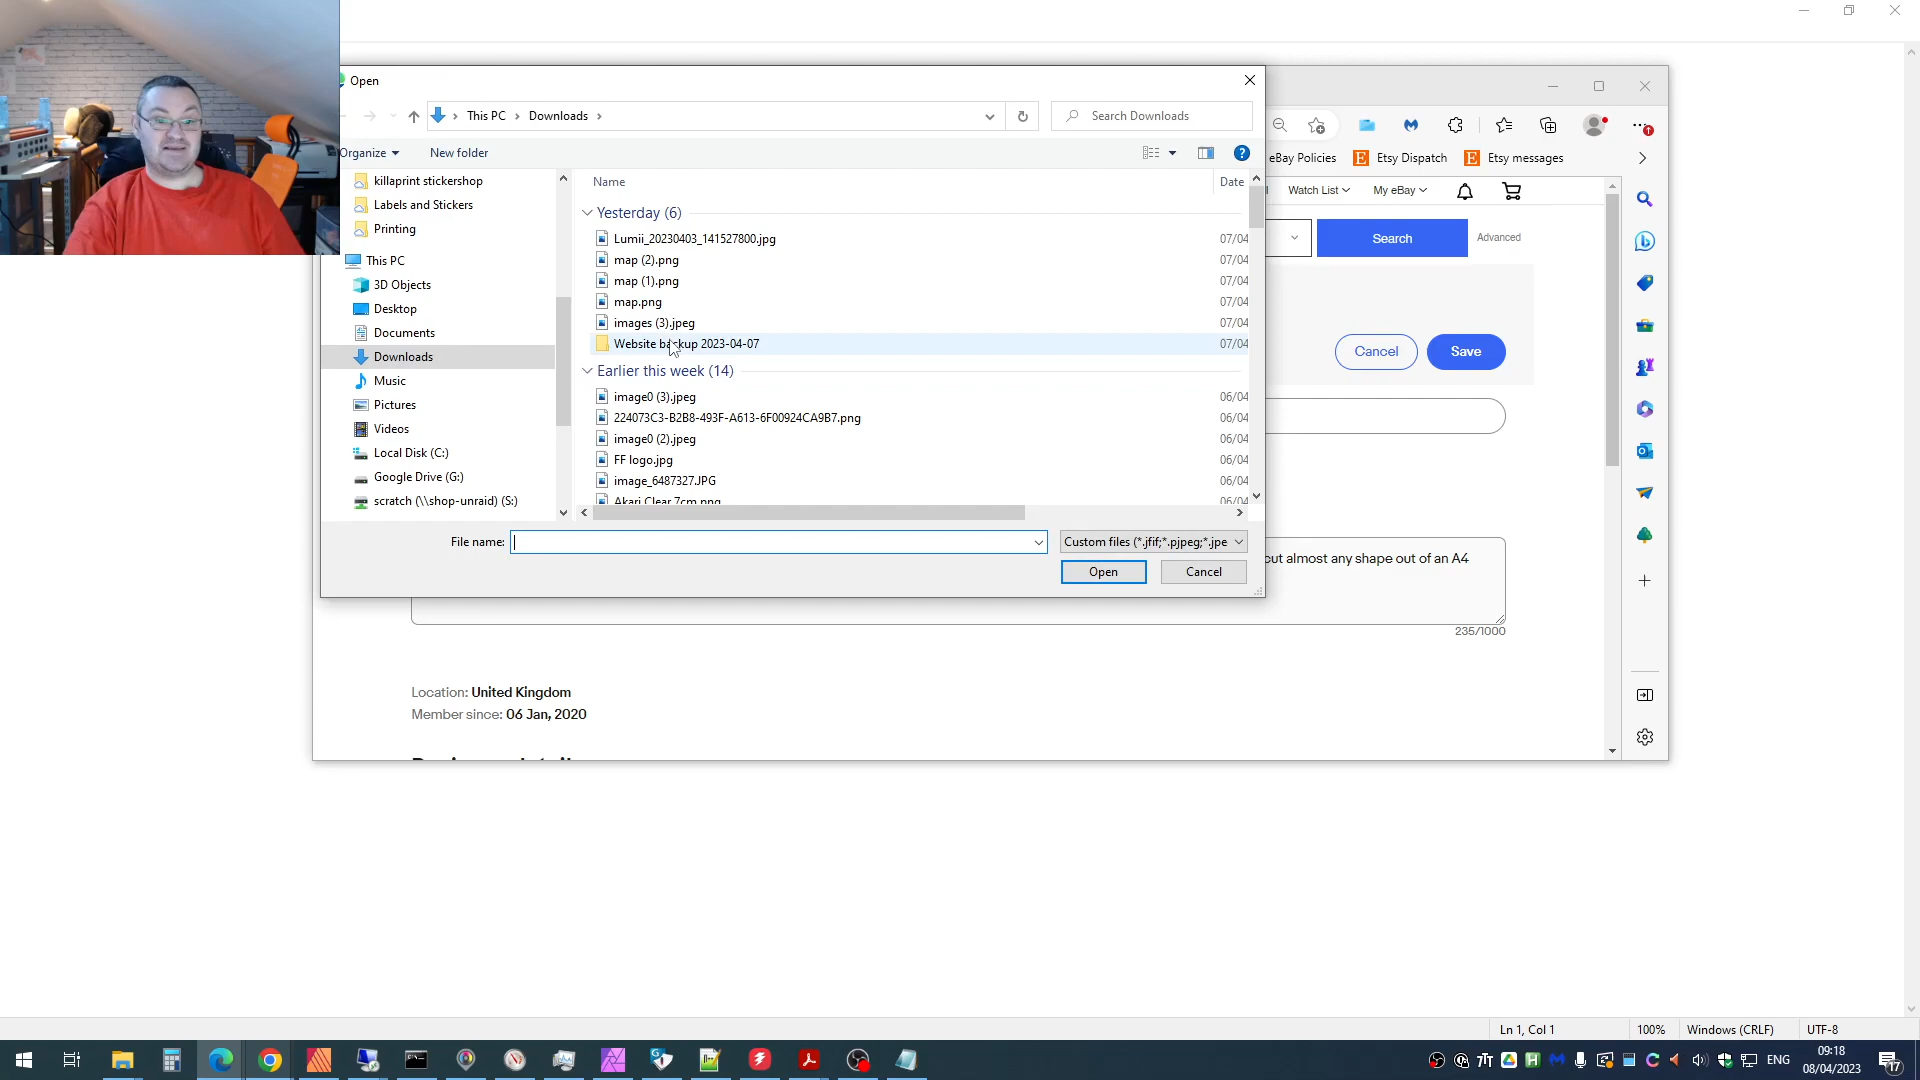 Open
This PC > Downloads >
Search Downloads
Organize
New folder
killaprint stickershop
Labels and Stickers
Printing
This PC
3D Objects
Desktop
Documents
Downloads
Music
Pictures
Videos
Local Disk (C:)
Google Drive (G:)
scratch (\\shop-unraid) (S:)
Name
Date
Yesterday (6)
Lumii_20230403_141527800.jpg 07/04
map (2).png 07/04
map (1).png 07/04
map.png 07/04
images (3).jpeg 07/04
Website backup 2023-04-07 07/04
Earlier this week (14)
image0 (3).jpeg 06/04
224073C3-B2B8-493F-A613-6F00924CA9B7.png 06/04
image0 (2).jpeg 06/04
FF logo.jpg 06/04
image_6487327.JPG 06/04
Akari Clear 7cm.png 06/04
File name:
Custom files (*.jfif;*.pjpeg;*.jpe
Open
Cancel
eBay Policies
Etsy Dispatch
Etsy messages
Watch List
My eBay
Search
Advanced
Cancel
Save
cut almost any shape out of an A4
235/1000
Location: United Kingdom
Member since: 06 Jan, 2020
Ln 1, Col 1
100%
Windows (CRLF)
UTF-8
ENG
09:18
08/04/2023
17